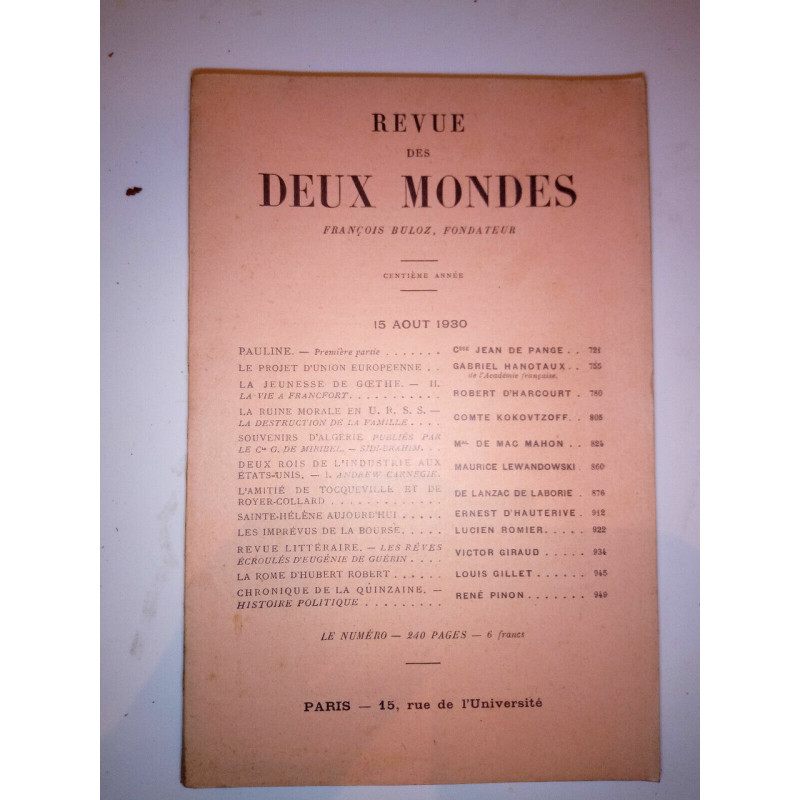 REVUE
DES
DEUX MONDES
FRANÇOIS BULOZ, FONDATEUR
CENTIÈME ANNÉE
15 AOUT 1930
PAULINE. — Première partie . . . . . . . Csse JEAN DE PANGE . . 721
LE PROJET D'UNION EUROPÉENNE . . GABRIEL HANOTAUX . . 755
de l'Académie française.
LA JEUNESSE DE GŒTHE. — II.
LA VIE A FRANCFORT. . . . . . . . . . ROBERT D'HARCOURT . 780
LA RUINE MORALE EN U. R. S. S. —
LA DESTRUCTION DE LA FAMILLE . . . . COMTE KOKOVTZOFF. . 805
SOUVENIRS D'ALGÉRIE PUBLIÉS PAR
LE Cte G. DE MIRIBEL. — SIDI-BRAHIM. . . DE MAC MAHON . . 824
DEUX ROIS DE L'INDUSTRIE AUX
ÉTATS-UNIS. — I. ANDREW CARNEGIE. MAURICE LEWANDOWSKI . 860
L'AMITIÉ DE TOCQUEVILLE ET DE
ROYER-COLLARD . . . . . . . . . . . . . . DE LANZAC DE LABORIE . 876
SAINTE-HÉLÈNE AUJOURD'HUI . . . . . ERNEST D'HAUTERIVE . 912
LES IMPRÉVUS DE LA BOURSE. . . . . LUCIEN ROMIER. . . . . 922
REVUE LITTÉRAIRE. — LES RÊVES
ÉCROULÉS D'EUGÉNIE DE GUÉRIN . . . . VICTOR GIRAUD . . . . . 934
LA ROME D'HUBERT ROBERT . . . . . . LOUIS GILLET . . . . . . 945
CHRONIQUE DE LA QUINZAINE. —
HISTOIRE POLITIQUE . . . . . . . . . RENÉ PINON . . . . . . . 949
LE NUMÉRO — 240 PAGES — 6 francs
PARIS — 15, rue de l'Université